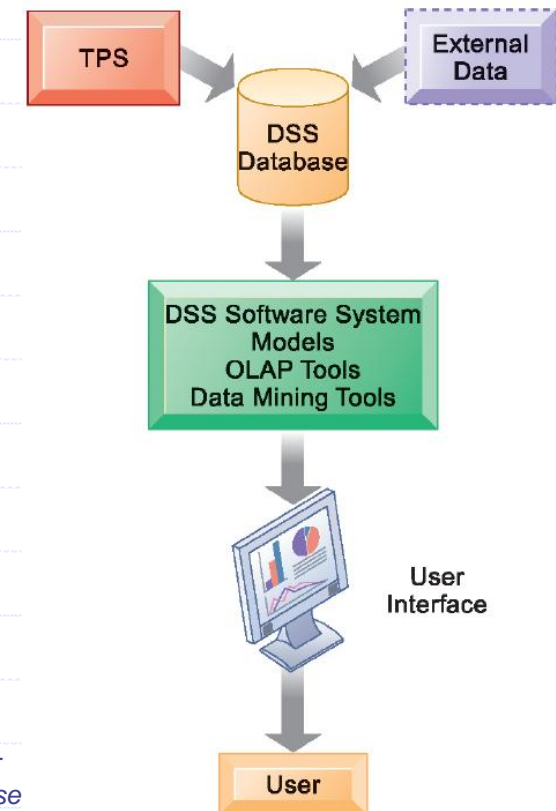 TPS
External
Data
DSS
Database
DSS Software System
Models
OLAP Tools
Data Mining Tools
User
Interface
User